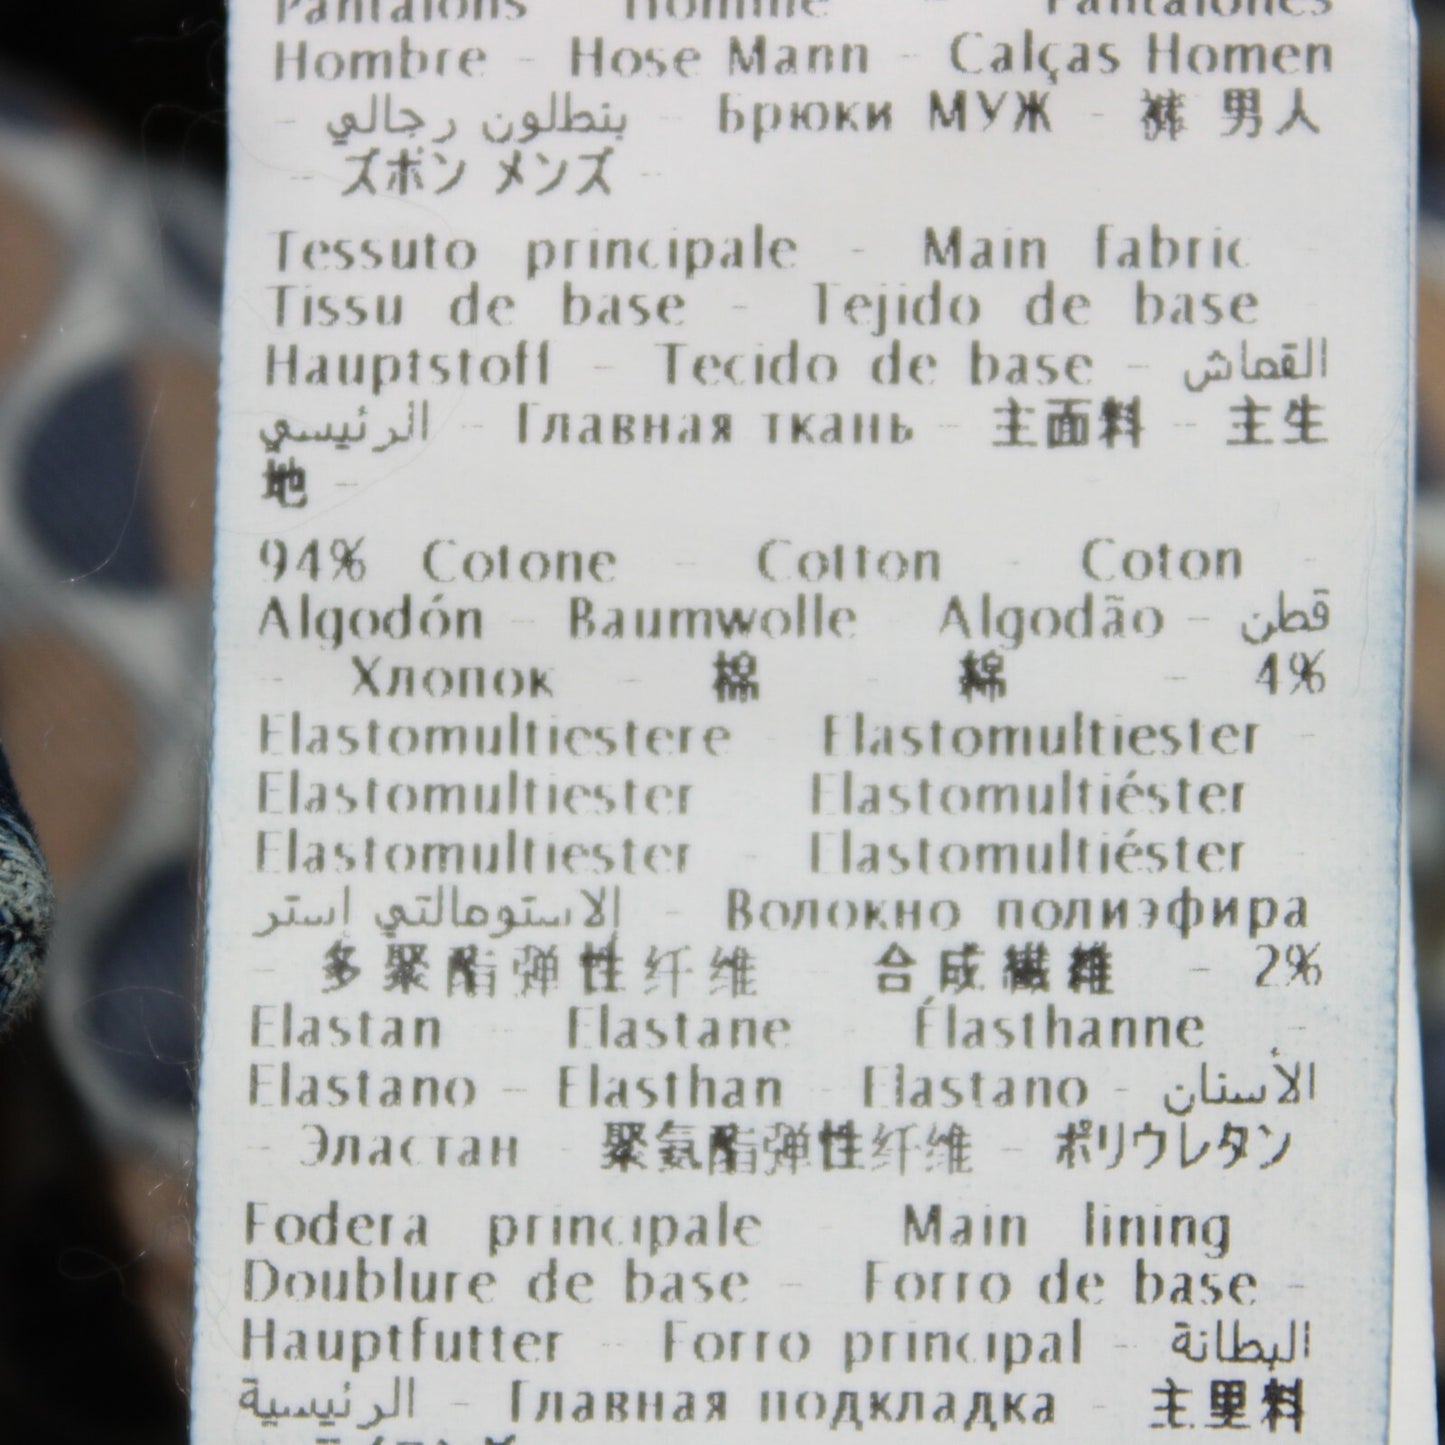 Pantalons Homme - Pantalones
Hombre - Hose Mann - Calças Homen
- بنطلون رجالي - Брюки МУЖ - 裤 男人
- ズボン メンズ -
Tessuto principale - Main fabric
Tissu de base - Tejido de base -
Hauptstoff - Tecido de base - القماش
الرئيسي - Главная ткань - 主面料 - 主生
地 -
94% Cotone - Cotton - Coton -
Algodón - Baumwolle Algodão - قطن
- Хлопок - 棉 - 綿 - 4%
Elastomultiestere - Elastomultiester -
Elastomultiester Elastomultiéster
Elastomultiester - Elastomultiéster -
إلاستومالتي إستر - Волокно полиэфира
- 多聚酯弹性纤维 合成繊維 - 2%
Elastan - Elastane - Élasthanne -
Elastano - Elasthan - Elastano - الأستان
- Эластан - 聚氨酯弹性纤维 - ポリウレタン
Fodera principale - Main lining
Doublure de base - Forro de base -
Hauptfutter - Forro principal - البطانة
الرئيسية - Главная подкладка - 主里料